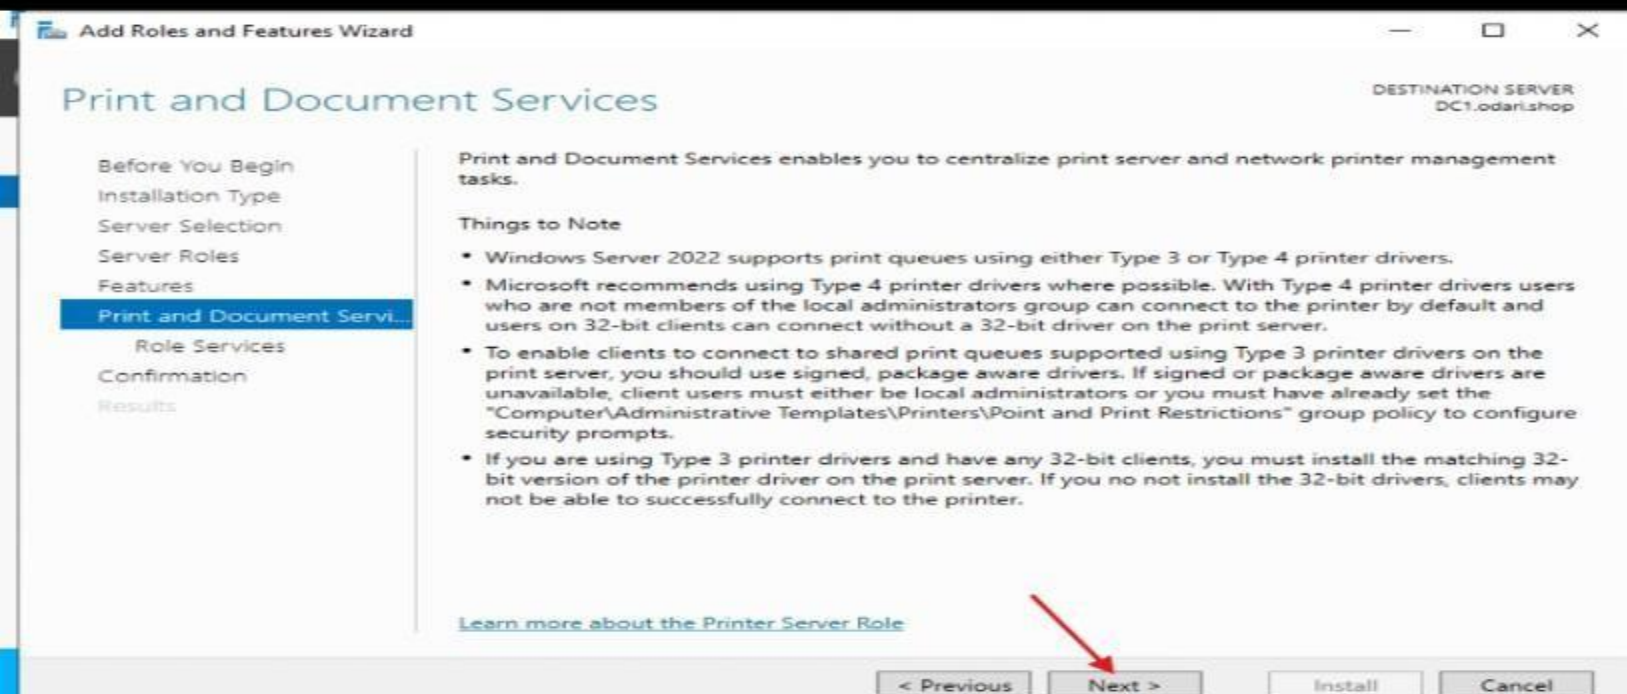 Add Roles and Features Wizard
Print and Document Services
DESTINATION SERVER
DC1.odari.shop
Before You Begin
Installation Type
Server Selection
Server Roles
Features
Print and Document Servi...
Role Services
Confirmation
Results
Print and Document Services enables you to centralize print server and network printer management
tasks.
Things to Note
• Windows Server 2022 supports print queues using either Type 3 or Type 4 printer drivers.
• Microsoft recommends using Type 4 printer drivers where possible. With Type 4 printer drivers users
who are not members of the local administrators group can connect to the printer by default and
users on 32-bit clients can connect without a 32-bit driver on the print server.
• To enable clients to connect to shared print queues supported using Type 3 printer drivers on the
print server, you should use signed, package aware drivers. If signed or package aware drivers are
unavailable, client users must either be local administrators or you must have already set the
"Computer\Administrative Templates\Printers\Point and Print Restrictions" group policy to configure
security prompts.
• If you are using Type 3 printer drivers and have any 32-bit clients, you must install the matching 32-
bit version of the printer driver on the print server. If you no not install the 32-bit drivers, clients may
not be able to successfully connect to the printer.
Learn more about the Printer Server Role
< Previous
Next >
Install
Cancel